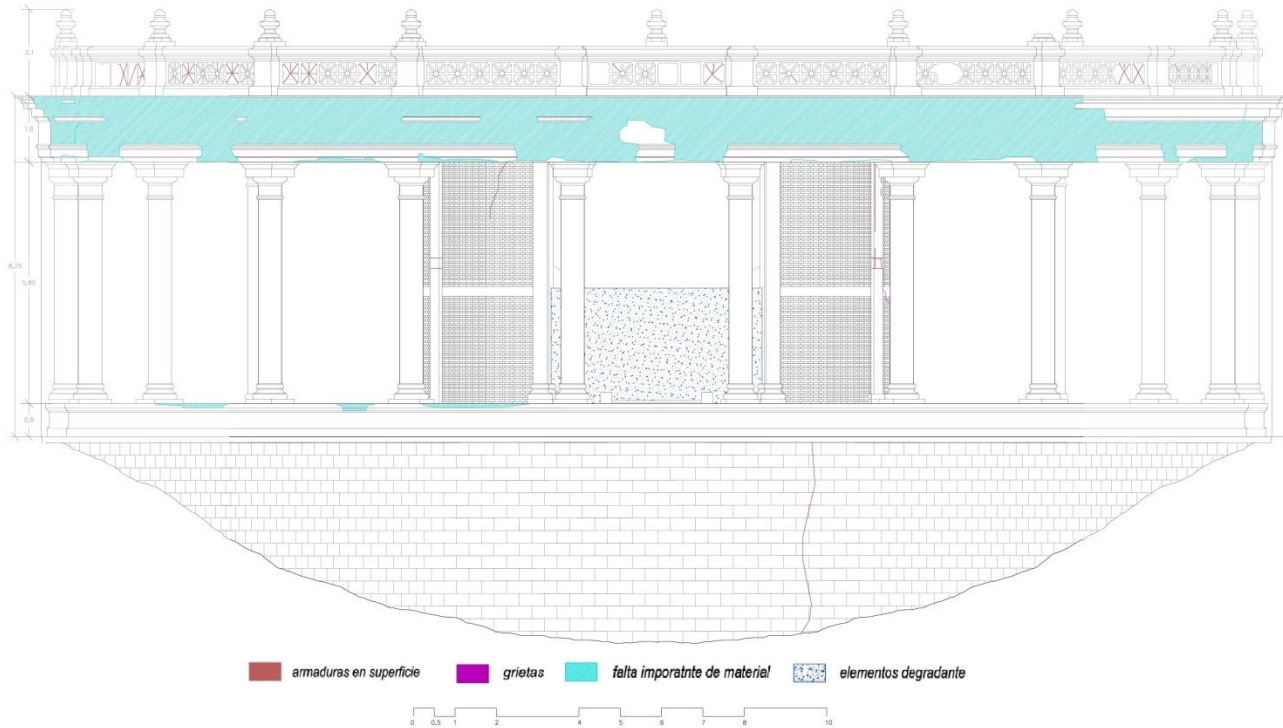 2,1
1,6
8,25
5,85
0,8
armaduras en superficie grietas falta imporatnte de material elementos degradante
0 0,5 1 2 4 5 6 7 8 10